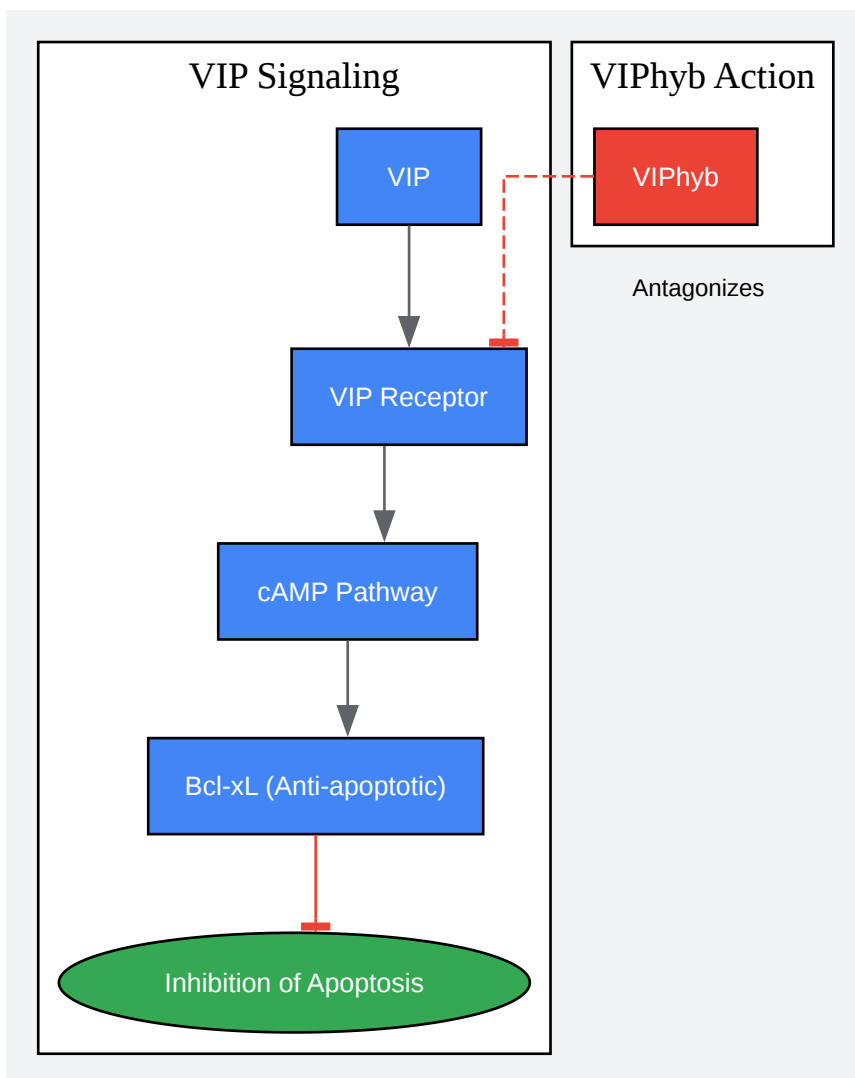 VIP Signaling
VIPhyb Action
VIP
VIPhyb
Antagonizes
VIP Receptor
cAMP Pathway
Bcl-xL (Anti-apoptotic)
Inhibition of Apoptosis